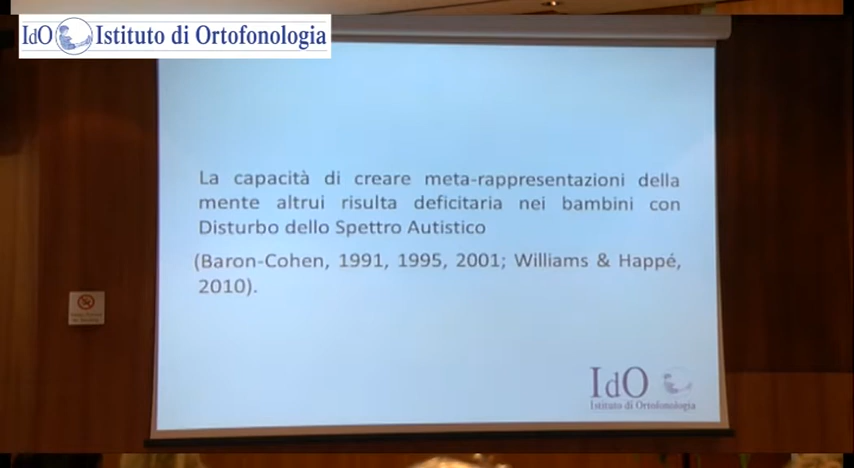 IdO Istituto di Ortofonologia
La capacità di creare meta-rappresentazioni della
mente altrui risulta deficitaria nei bambini con
Disturbo dello Spettro Autistico
(Baron-Cohen, 1991, 1995, 2001; Williams & Happé,
2010).
IdO
Istituto di Ortofonologia